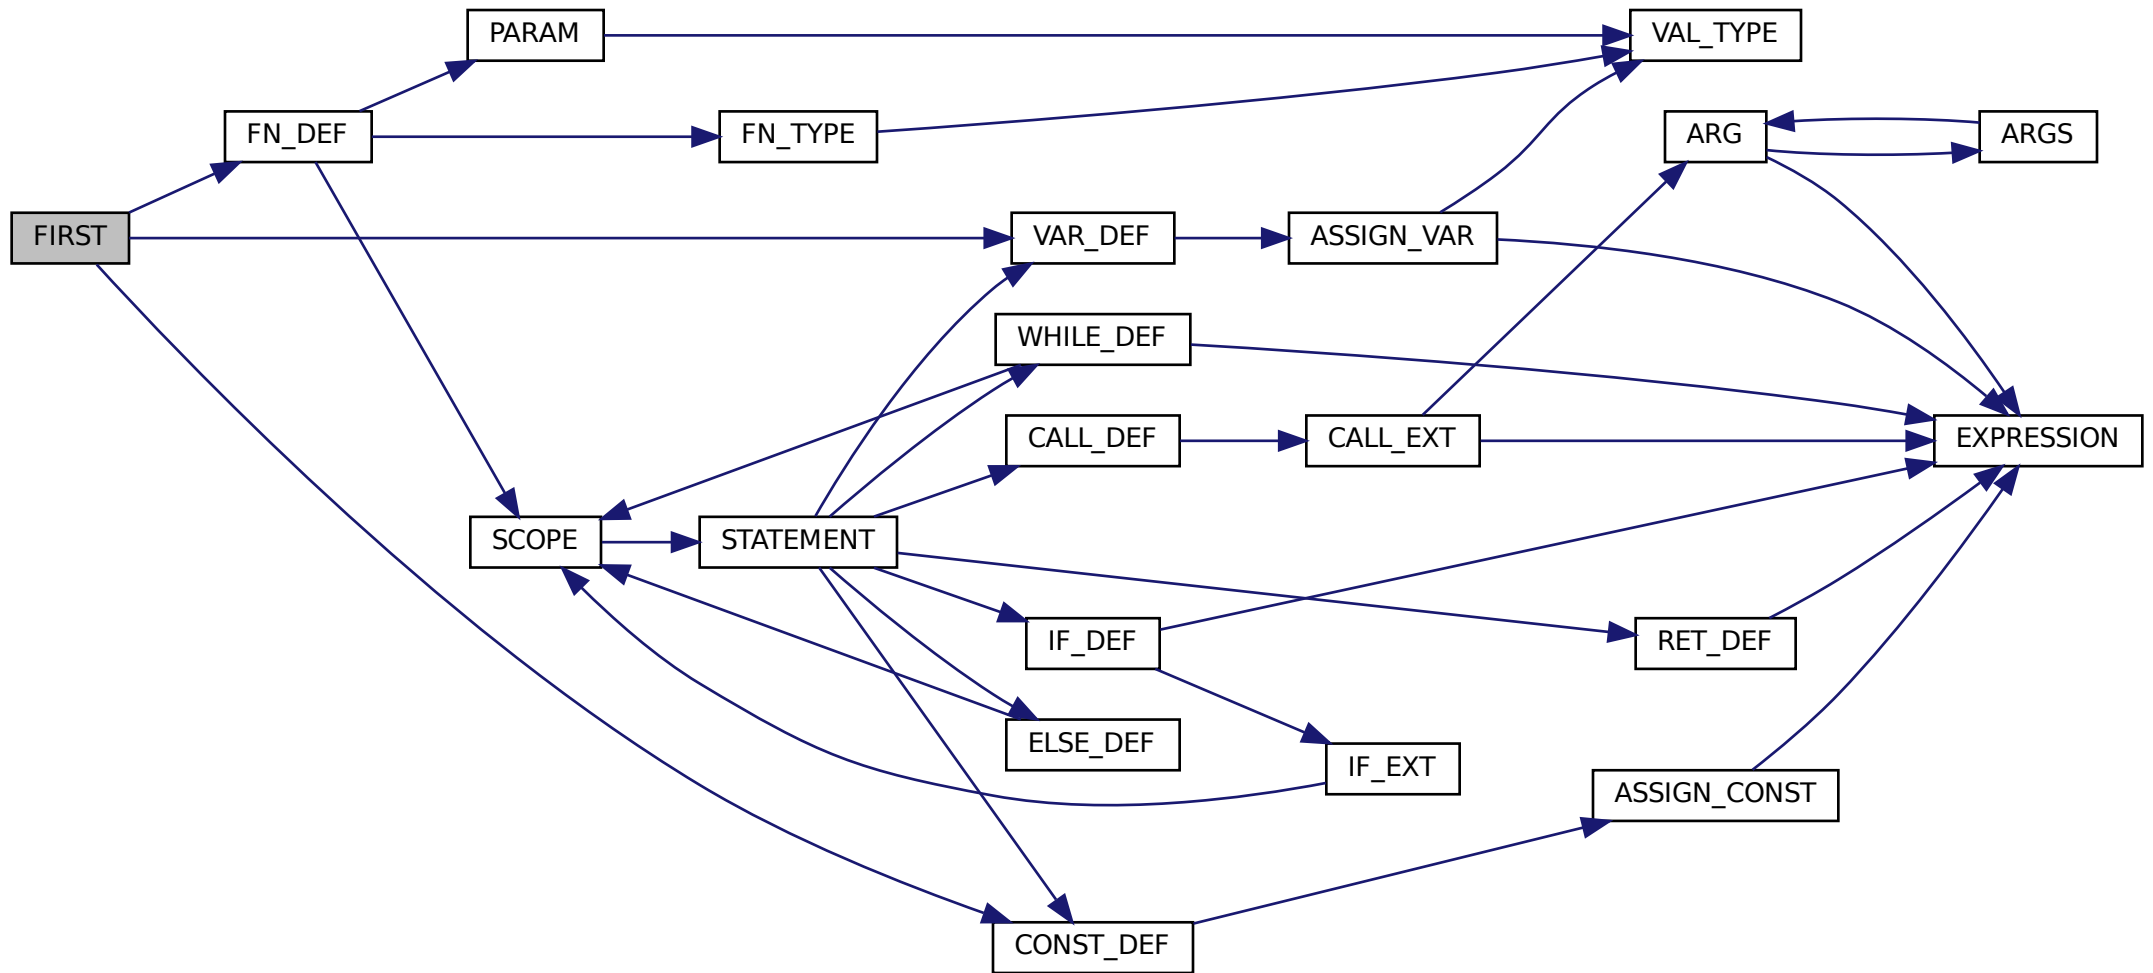 PARAM
VAL_TYPE
FN_DEF
FN_TYPE
ARG
ARGS
FIRST
VAR_DEF
ASSIGN_VAR
WHILE_DEF
CALL_DEF
CALL_EXT
EXPRESSION
SCOPE
STATEMENT
IF_DEF
RET_DEF
ELSE_DEF
IF_EXT
ASSIGN_CONST
CONST_DEF